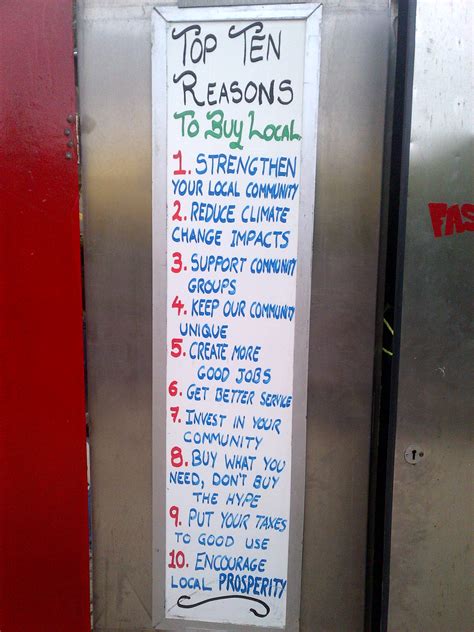 TOP TEN
REASONS
TO BUY LOCAL
1. STRENGTHEN
YOUR LOCAL COMMUNITY
2. REDUCE CLIMATE
CHANGE IMPACTS
3. SUPPORT COMMUNITY
GROUPS
4. KEEP OUR COMMUNITY
UNIQUE
5. CREATE MORE
GOOD JOBS
6. GET BETTER SERVICE
7. INVEST IN YOUR
COMMUNITY
8. BUY WHAT YOU
NEED, DON'T BUY
THE HYPE
9. PUT YOUR TAXES
TO GOOD USE
10. ENCOURAGE
LOCAL PROSPERITY
FAS